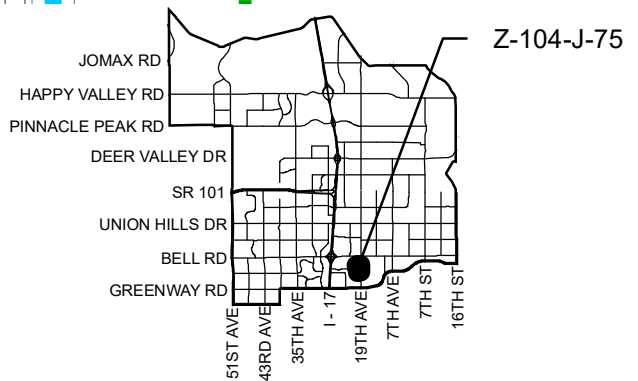 Z-104-J-75
JOMAX RD
HAPPY VALLEY RD
PINNACLE PEAK RD
DEER VALLEY DR
SR 101
UNION HILLS DR
BELL RD
GREENWAY RD
51ST AVE
43RD AVE
35TH AVE
I - 17
19TH AVE
7TH AVE
7TH ST
16TH ST